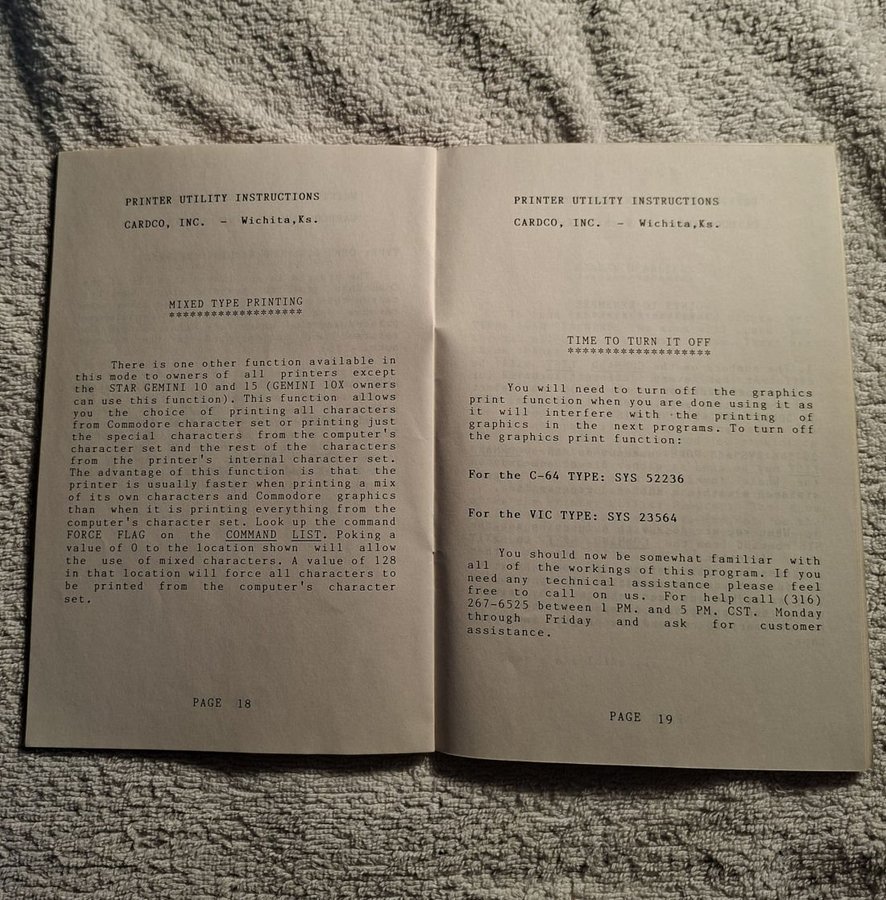 PRINTER UTILITY INSTRUCTIONS
CARDCO, INC. - Wichita,Ks.
MIXED TYPE PRINTING
*******************
There is one other function available in
this mode to owners of all printers except
the STAR GEMINI 10 and 15 (GEMINI 10X owners
can use this function). This function allows
you the choice of printing all characters
from Commodore character set or printing just
the special characters from the computer's
character set and the rest of the characters
from the printer's internal character set.
The advantage of this function is that the
printer is usually faster when printing a mix
of its own characters and Commodore graphics
than when it is printing everything from the
computer's character set. Look up the command
FORCE FLAG on the COMMAND LIST. Poking a
value of 0 to the location shown will allow
the use of mixed characters. A value of 128
in that location will force all characters to
be printed from the computer's character
set.
PAGE 18
PRINTER UTILITY INSTRUCTIONS
CARDCO, INC. - Wichita,Ks.
TIME TO TURN IT OFF
*******************
You will need to turn off the graphics
print function when you are done using it as
it will interfere with the printing of
graphics in the next programs. To turn off
the graphics print function:
For the C-64 TYPE: SYS 52236
For the VIC TYPE: SYS 23564
You should now be somewhat familiar with
all of the workings of this program. If you
need any technical assistance please feel
free to call on us. For help call (316)
267-6525 between 1 PM. and 5 PM. CST. Monday
through Friday and ask for customer
assistance.
PAGE 19